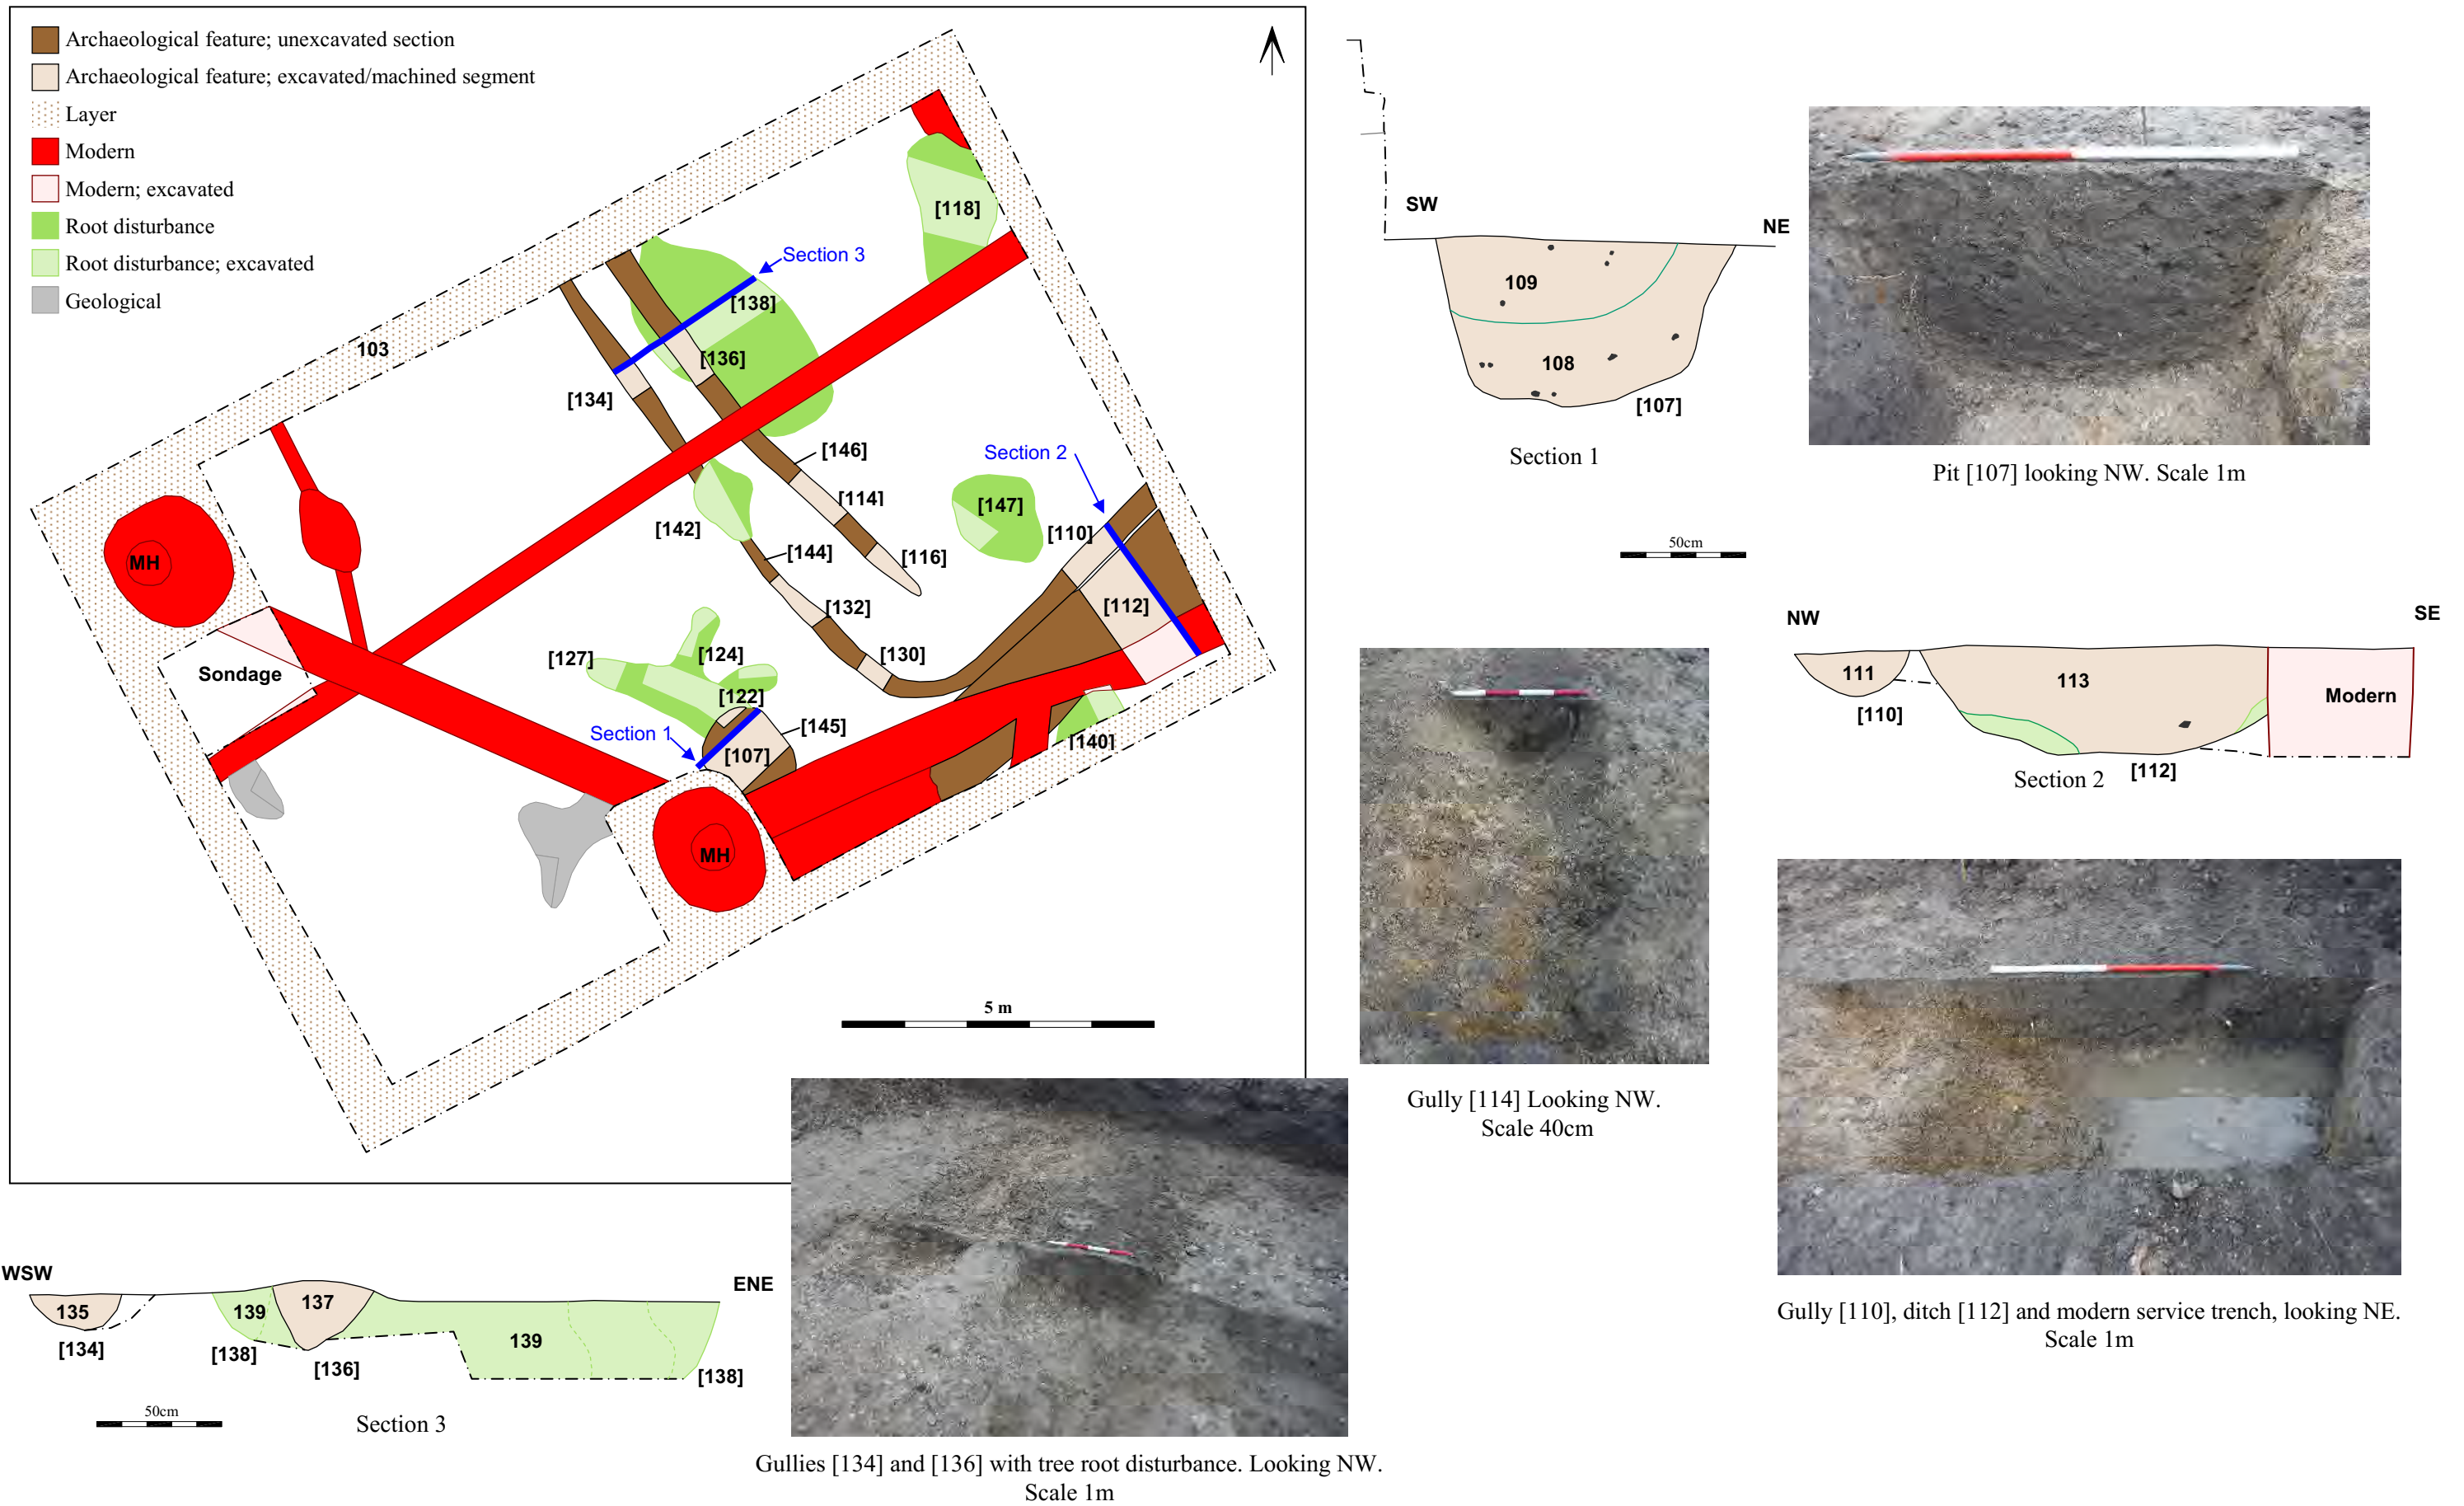 Archaeological feature; unexcavated section
Archaeological feature; excavated/machined segment
Layer
Modern
Modern; excavated
Root disturbance
Root disturbance; excavated
Geological
103
[118]
Section 3
[138]
[136]
[134]
[146]
[114]
[116]
[142]
[144]
[132]
[130]
[147]
Section 2
[110]
[112]
MH
Sondage
[127]
[124]
[122]
[145]
Section 1
[107]
[140]
MH
5 m
SW
NE
109
108
[107]
Section 1
Pit [107] looking NW. Scale 1m
50cm
NW
SE
111
113
Modern
[110]
[112]
Section 2
Gully [114] Looking NW.
Scale 40cm
Gully [110], ditch [112] and modern service trench, looking NE.
Scale 1m
WSW
ENE
135
139
137
139
[134]
[138]
[136]
[138]
50cm
Section 3
Gullies [134] and [136] with tree root disturbance. Looking NW.
Scale 1m